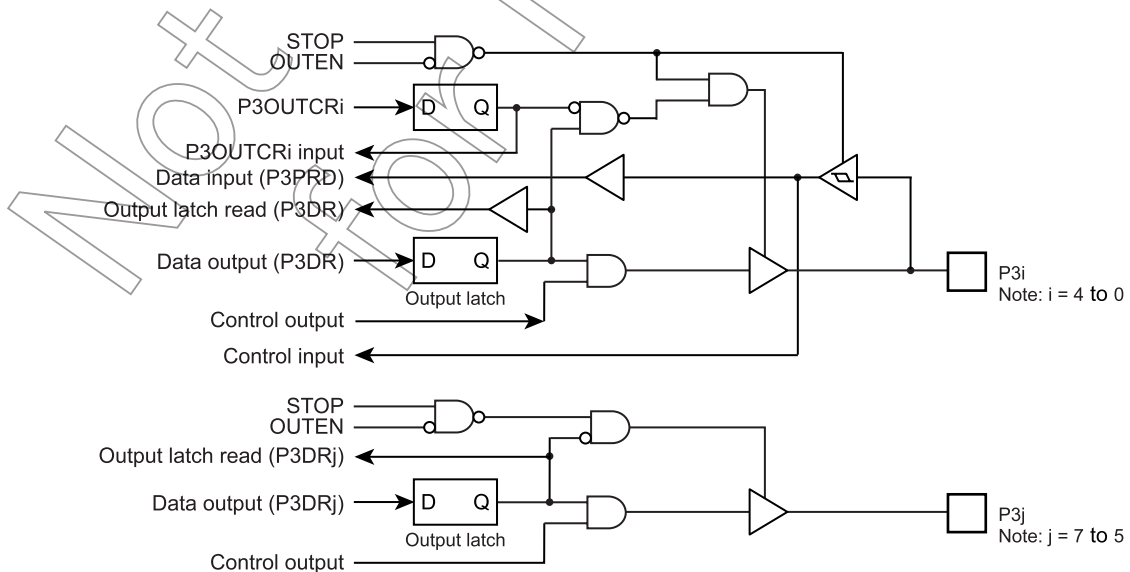 Not for
STOP
OUTEN
P3OUTCRi
D Q
P3OUTCRi input
Data input (P3PRD)
Output latch read (P3DR)
Data output (P3DR)
D Q
Output latch
Control output
Control input
P3i
Note: i = 4 to 0
STOP
OUTEN
Output latch read (P3DRj)
Data output (P3DRj)
D Q
Output latch
Control output
P3j
Note: j = 7 to 5